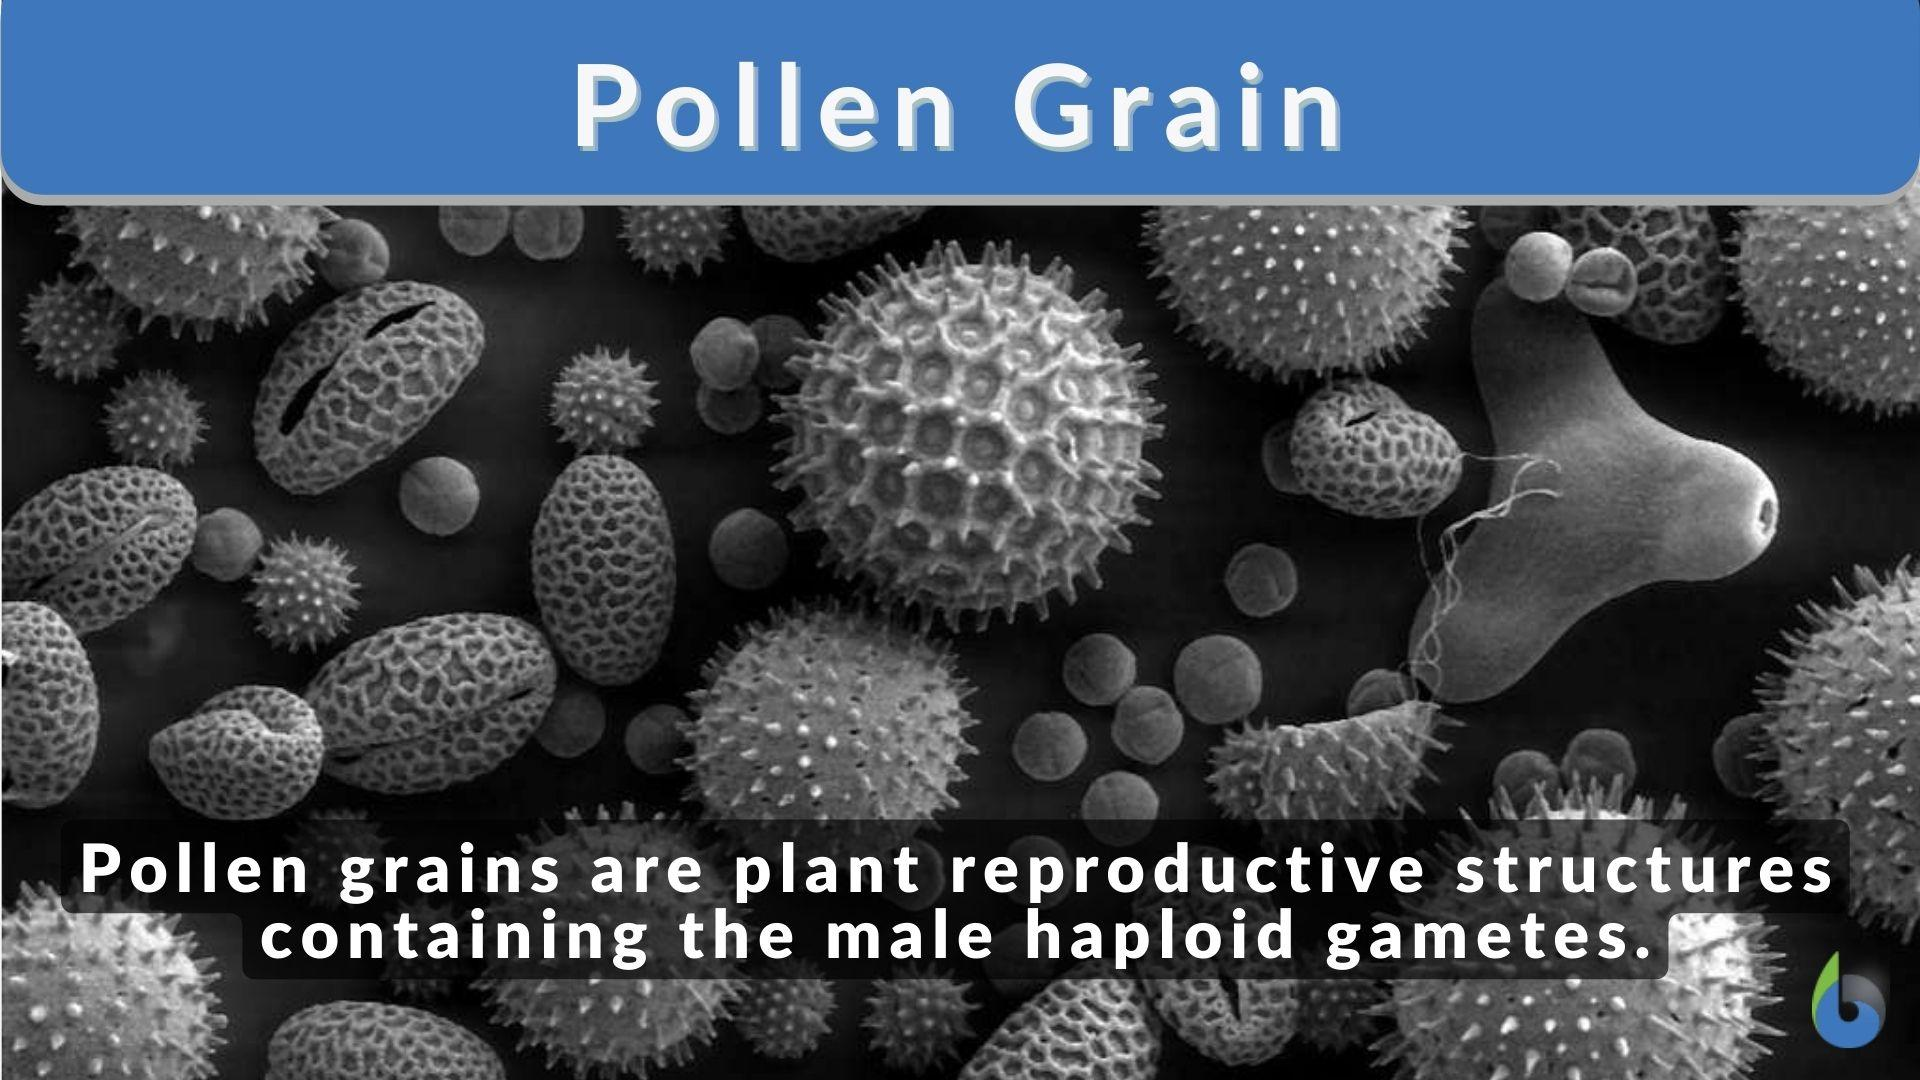 Pollen Grain
Pollen grains are plant reproductive structures
containing the male haploid gametes.